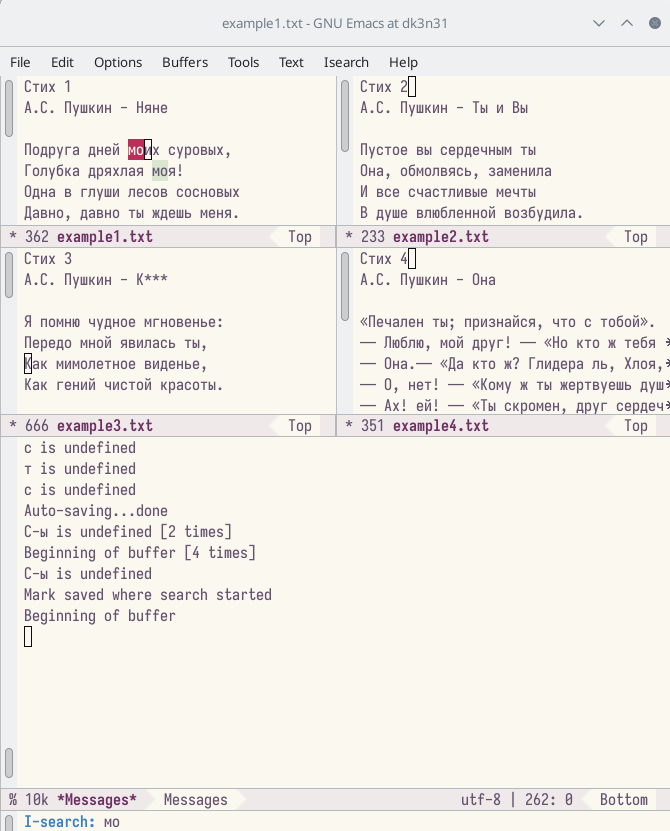 example1.txt - GNU Emacs at dk3n31
File Edit Options Buffers Tools Text Isearch Help
Стих 1
А.С. Пушкин - Няне
Подруга дней моих суровых,
Голубка дряхлая моя!
Одна в глуши лесов сосновых
Давно, давно ты ждешь меня.
* 362 example1.txt Top
Стих 2
А.С. Пушкин - Ты и Вы
Пустое вы сердечным ты
Она, обмолвясь, заменила
И все счастливые мечты
В душе влюбленной возбудила.
* 233 example2.txt Top
Стих 3
А.С. Пушкин - К***
Я помню чудное мгновенье:
Передо мной явилась ты,
Как мимолетное виденье,
Как гений чистой красоты.
* 666 example3.txt Top
Стих 4
А.С. Пушкин - Она
«Печален ты; признайся, что с тобой».
—— Люблю, мой друг! —— «Но кто ж тебя
—— Она.—— «Да кто ж? Глидера ль, Хлоя,
—— О, нет! —— «Кому ж ты жертвуешь душ
—— Ах! ей! —— «Ты скромен, друг сердеч
* 351 example4.txt Top
с is undefined
т is undefined
с is undefined
Auto-saving...done
C-ы is undefined [2 times]
Beginning of buffer [4 times]
C-ы is undefined
Mark saved where search started
Beginning of buffer
% 10k *Messages* Messages utf-8 | 262: 0 Bottom
I-search: мо